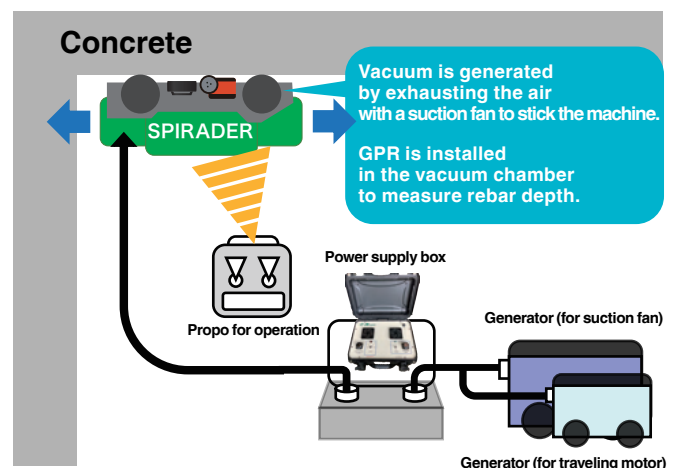 Concrete
Vacuum is generated
by exhausting the air
with a suction fan to stick the machine.
GPR is installed
in the vacuum chamber
to measure rebar depth.
SPIRADER
Power supply box
Propo for operation
Generator (for suction fan)
Generator (for traveling motor)